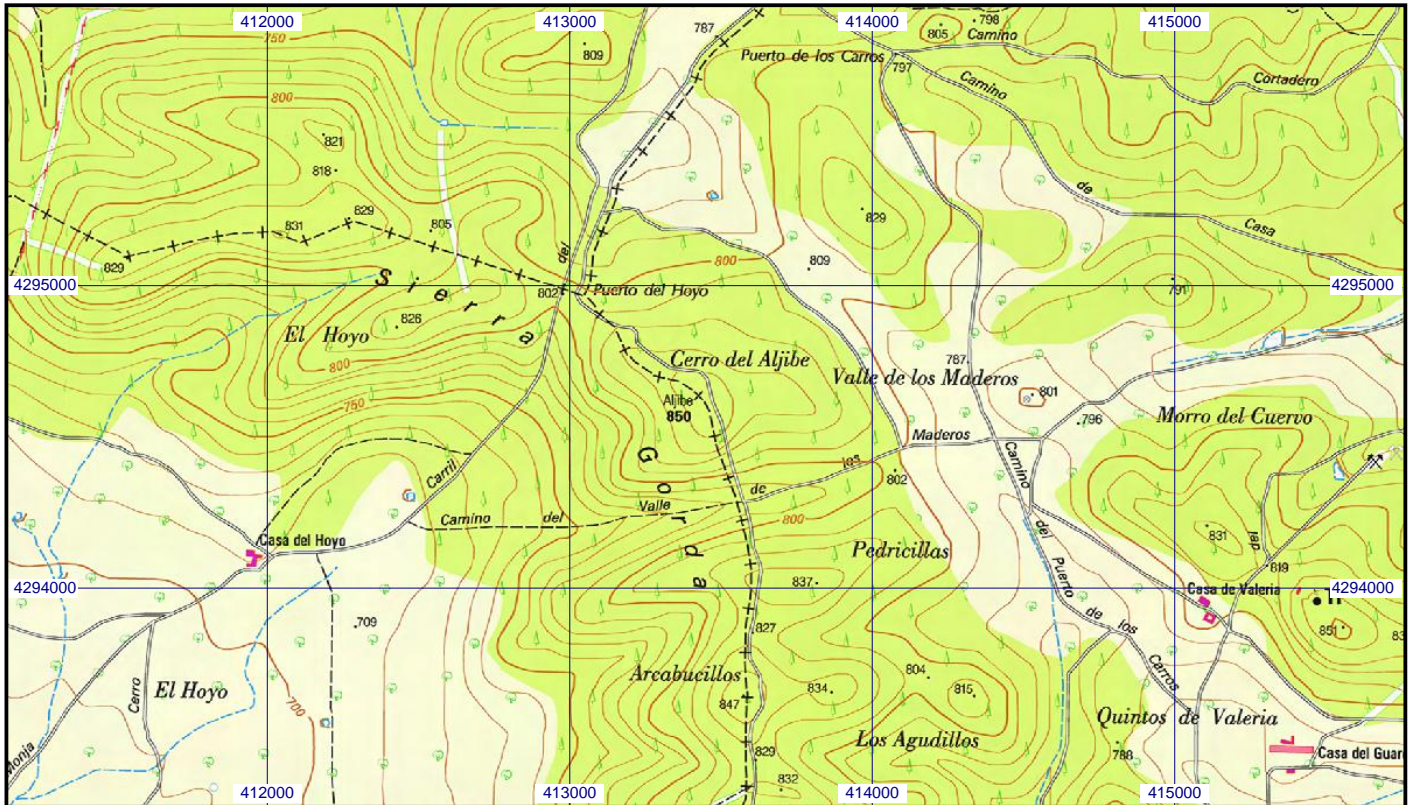 412000
413000
414000
415000
750
809
787
805
798
Camino
Puerto de los Carros
797
Camino
Cortadero
800
821
818
829
de
831
829
805
829
del
800
809
Casa
4295000
Sierra
802
Puerto del Hoyo
791
4295000
826
El Hoyo
800
Cerro del Aljibe
787
Valle de los Maderos
Aljibe
850
801
750
796
Morro del Cuervo
Maderos
Gorda
los
Carril
Camino
802
de
Valle
Camino
del
800
831
del
Casa del Hoyo
del
Pedricillas
819
4294000
837
Puerto
Casa de Valeria
4294000
709
de
los
827
851
Arcabucillos
804
Carros
El Hoyo
Cerro
834
815
700
847
Quintos de Valeria
Monja
829
Los Agudillos
788
Casa del Guar
832
412000
413000
414000
415000